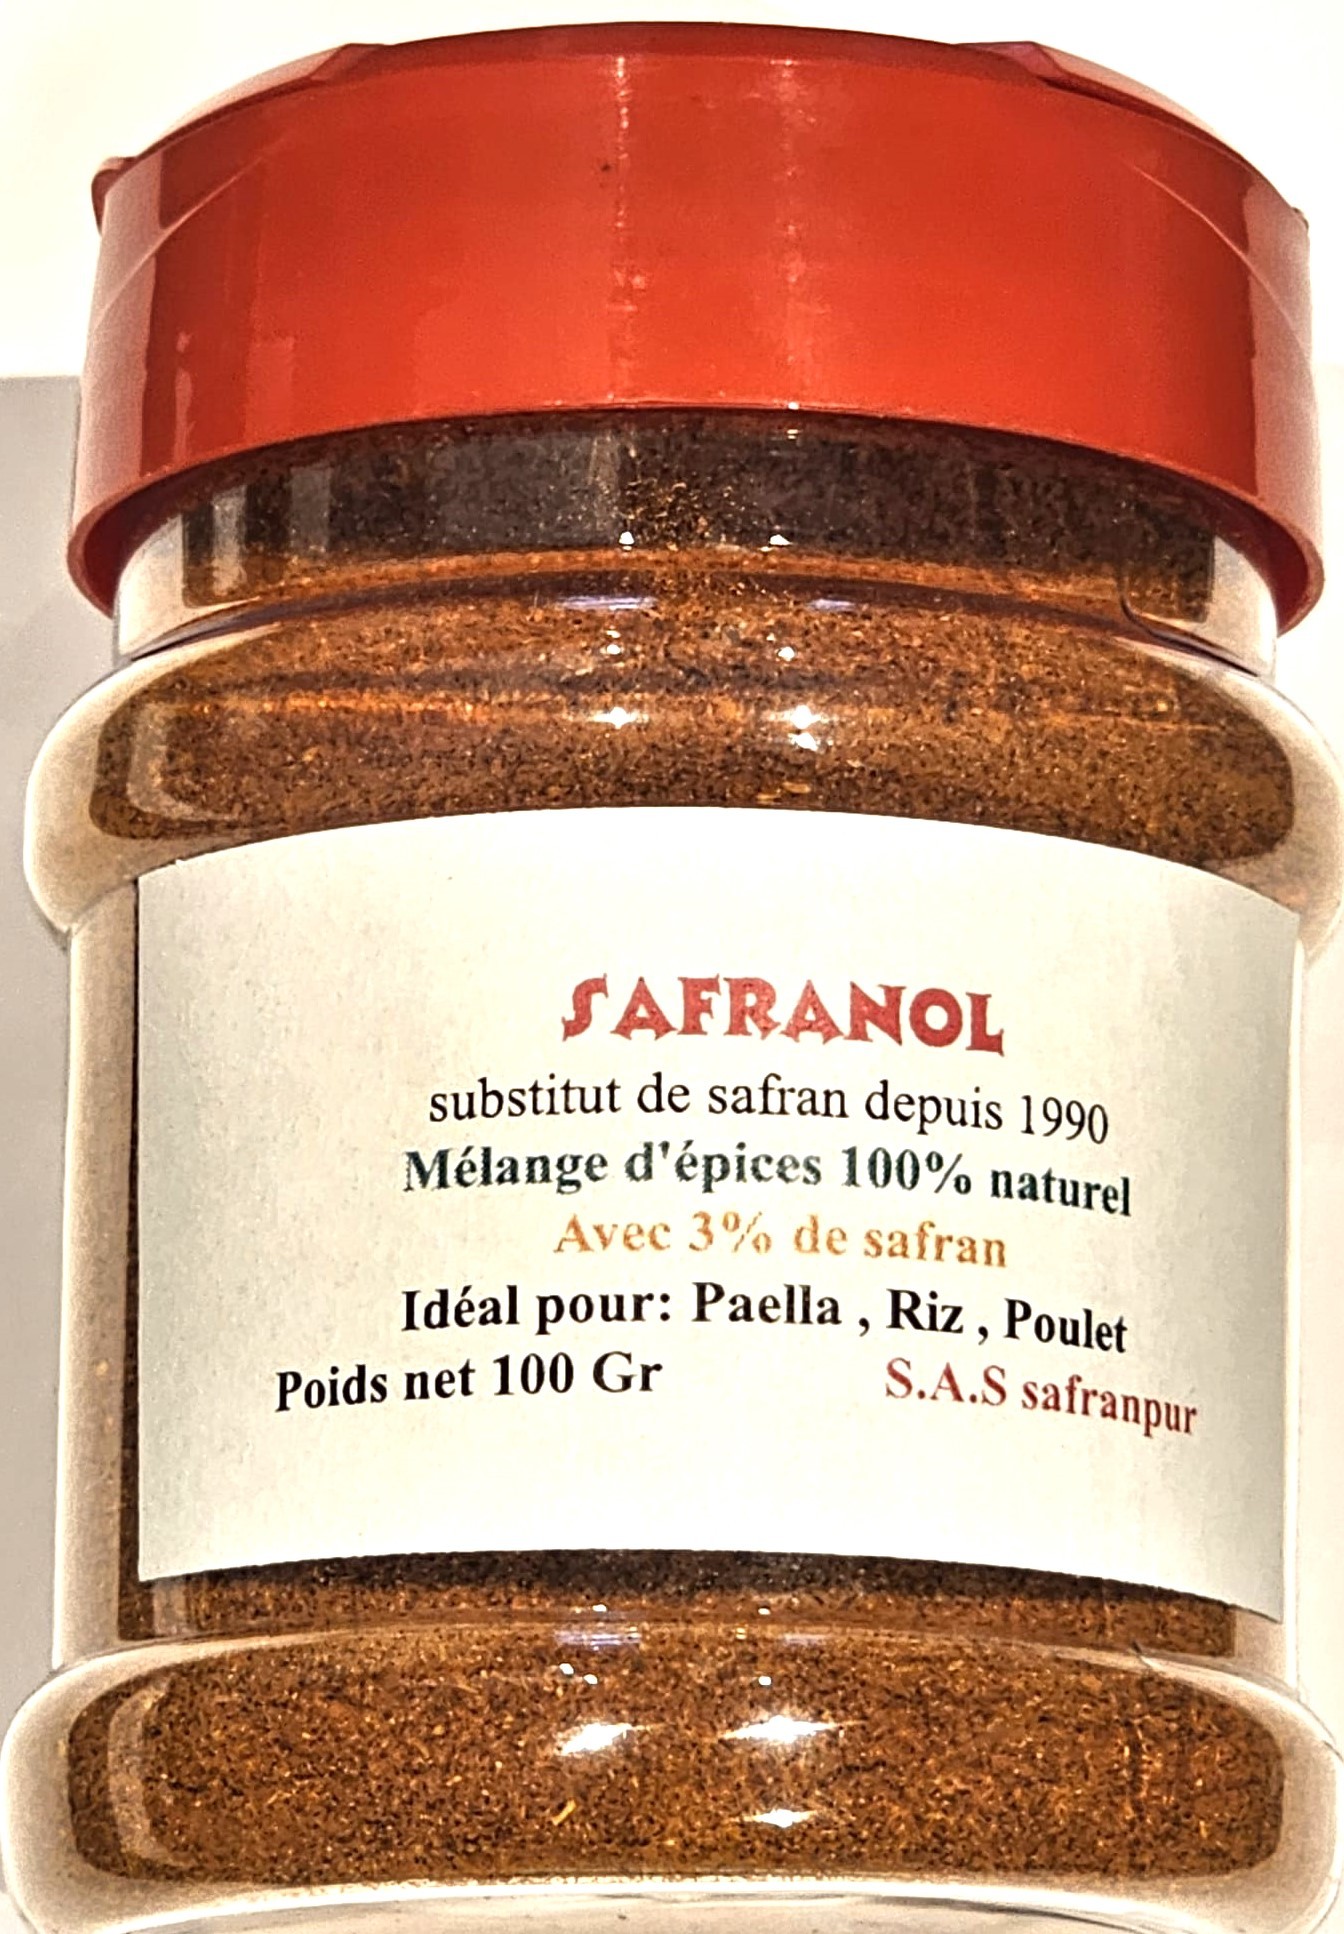 SAFRANOL
substitut de safran depuis 1990
Mélange d'épices 100% naturel
Avec 3% de safran
Idéal pour: Paella , Riz , Poulet
Poids net 100 Gr S.A.S safranpur